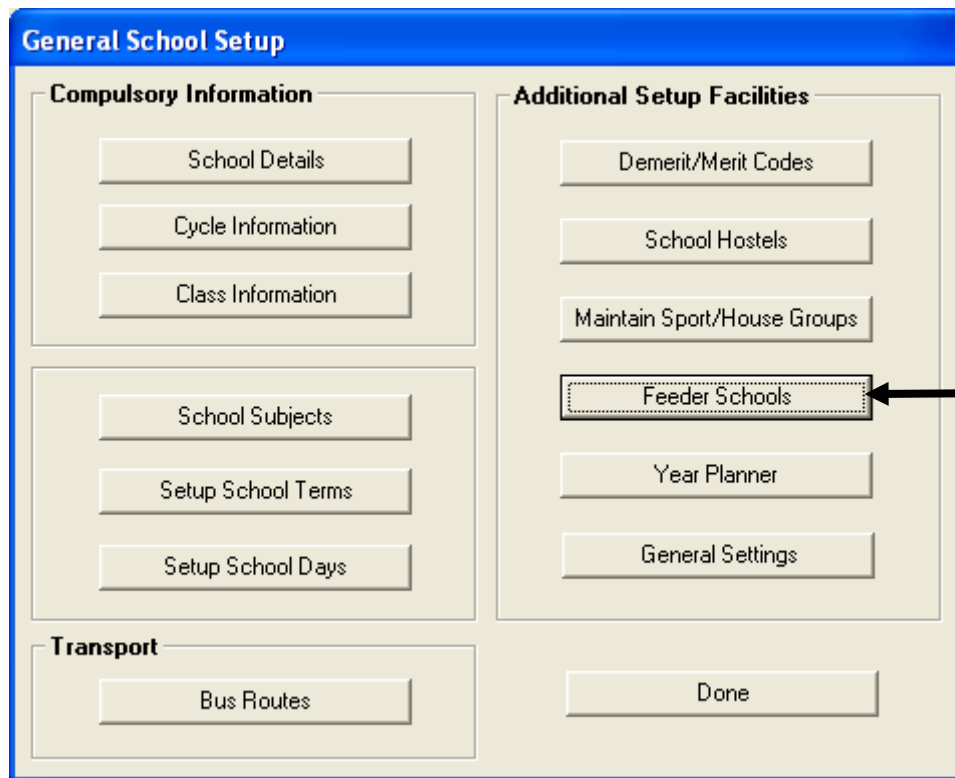 General School Setup
Compulsory Information
School Details
Cycle Information
Class Information
School Subjects
Setup School Terms
Setup School Days
Transport
Bus Routes
Additional Setup Facilities
Demerit/Merit Codes
School Hostels
Maintain Sport/House Groups
Feeder Schools
Year Planner
General Settings
Done